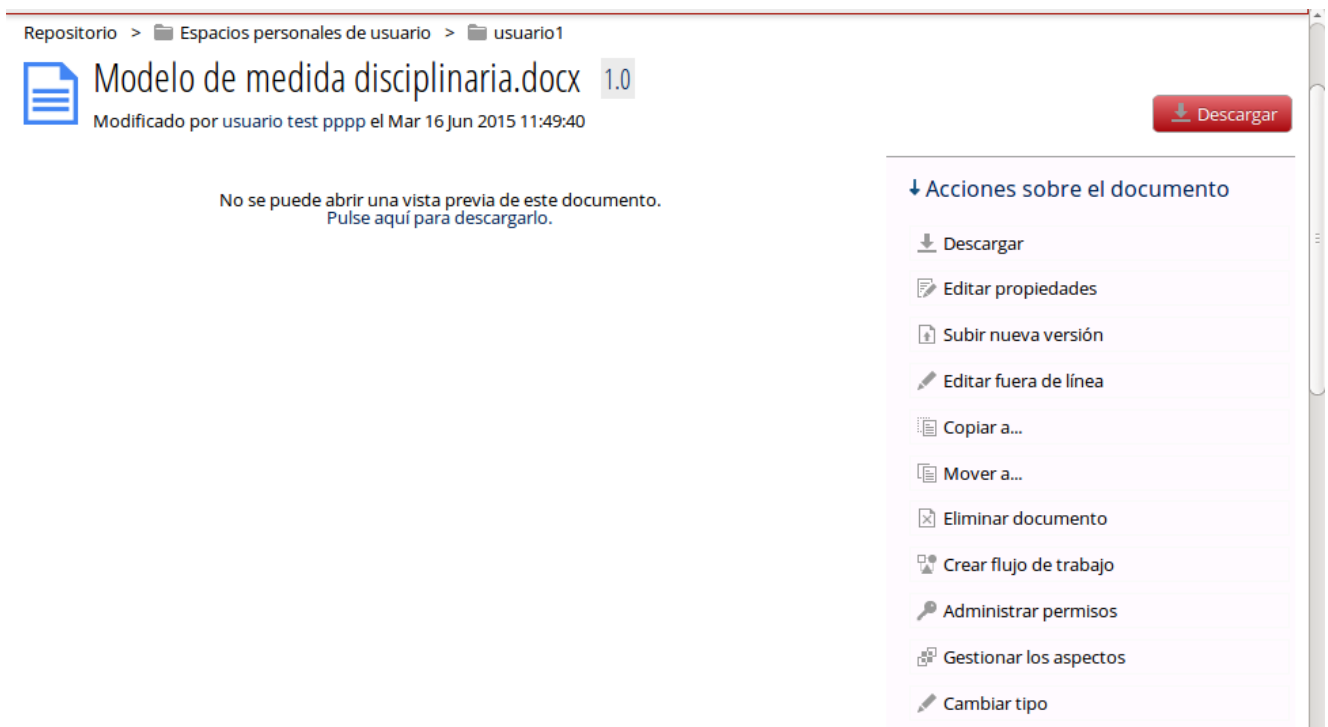 Repositorio > Espacios personales de usuario > usuario1
Modelo de medida disciplinaria.docx 1.0
Modificado por usuario test pppp el Mar 16 Jun 2015 11:49:40
Descargar
No se puede abrir una vista previa de este documento.
Pulse aquí para descargarlo.
Acciones sobre el documento
Descargar
Editar propiedades
Subir nueva versión
Editar fuera de línea
Copiar a...
Mover a...
Eliminar documento
Crear flujo de trabajo
Administrar permisos
Gestionar los aspectos
Cambiar tipo